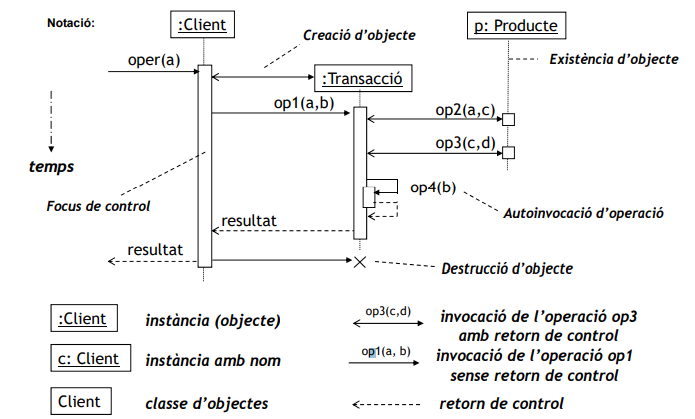 Notació:
:Client
p: Producte
oper(a)
Creació d'objecte
Existència d'objecte
:Transacció
op1(a,b)
op2(a,c)
op3(c,d)
temps
op4(b)
Focus de control
Autoinvocació d'operació
resultat
resultat
Destrucció d'objecte
:Client
instància (objecte)
op3(c,d)
invocació de l'operació op3
amb retorn de control
c: Client
instància amb nom
op1(a, b)
invocació de l'operació op1
sense retorn de control
Client
classe d'objectes
retorn de control